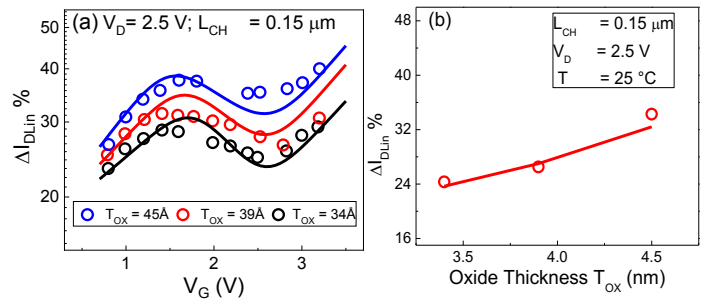 (a) V_D= 2.5 V; L_CH = 0.15 μm
50
40
30
20
ΔI_DLin %
T_OX = 45Å T_OX = 39Å T_OX = 34Å
1 2 3
V_G (V)
(b)
L_CH = 0.15 μm
V_D = 2.5 V
T = 25 °C
48
40
32
24
16
ΔI_DLin %
3.5 4.0 4.5
Oxide Thickness T_OX (nm)